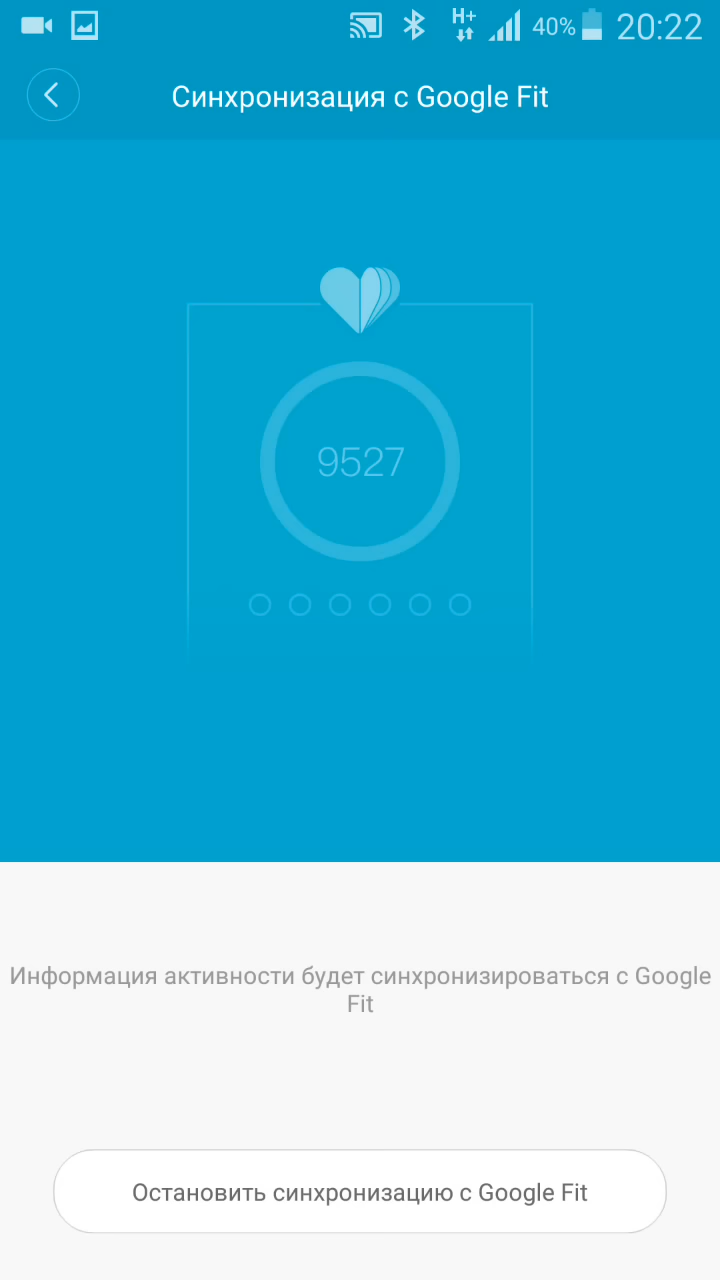 H+ 40% 20:22
Синхронизация с Google Fit
9527
Информация активности будет синхронизироваться с Google
Fit
Остановить синхронизацию с Google Fit